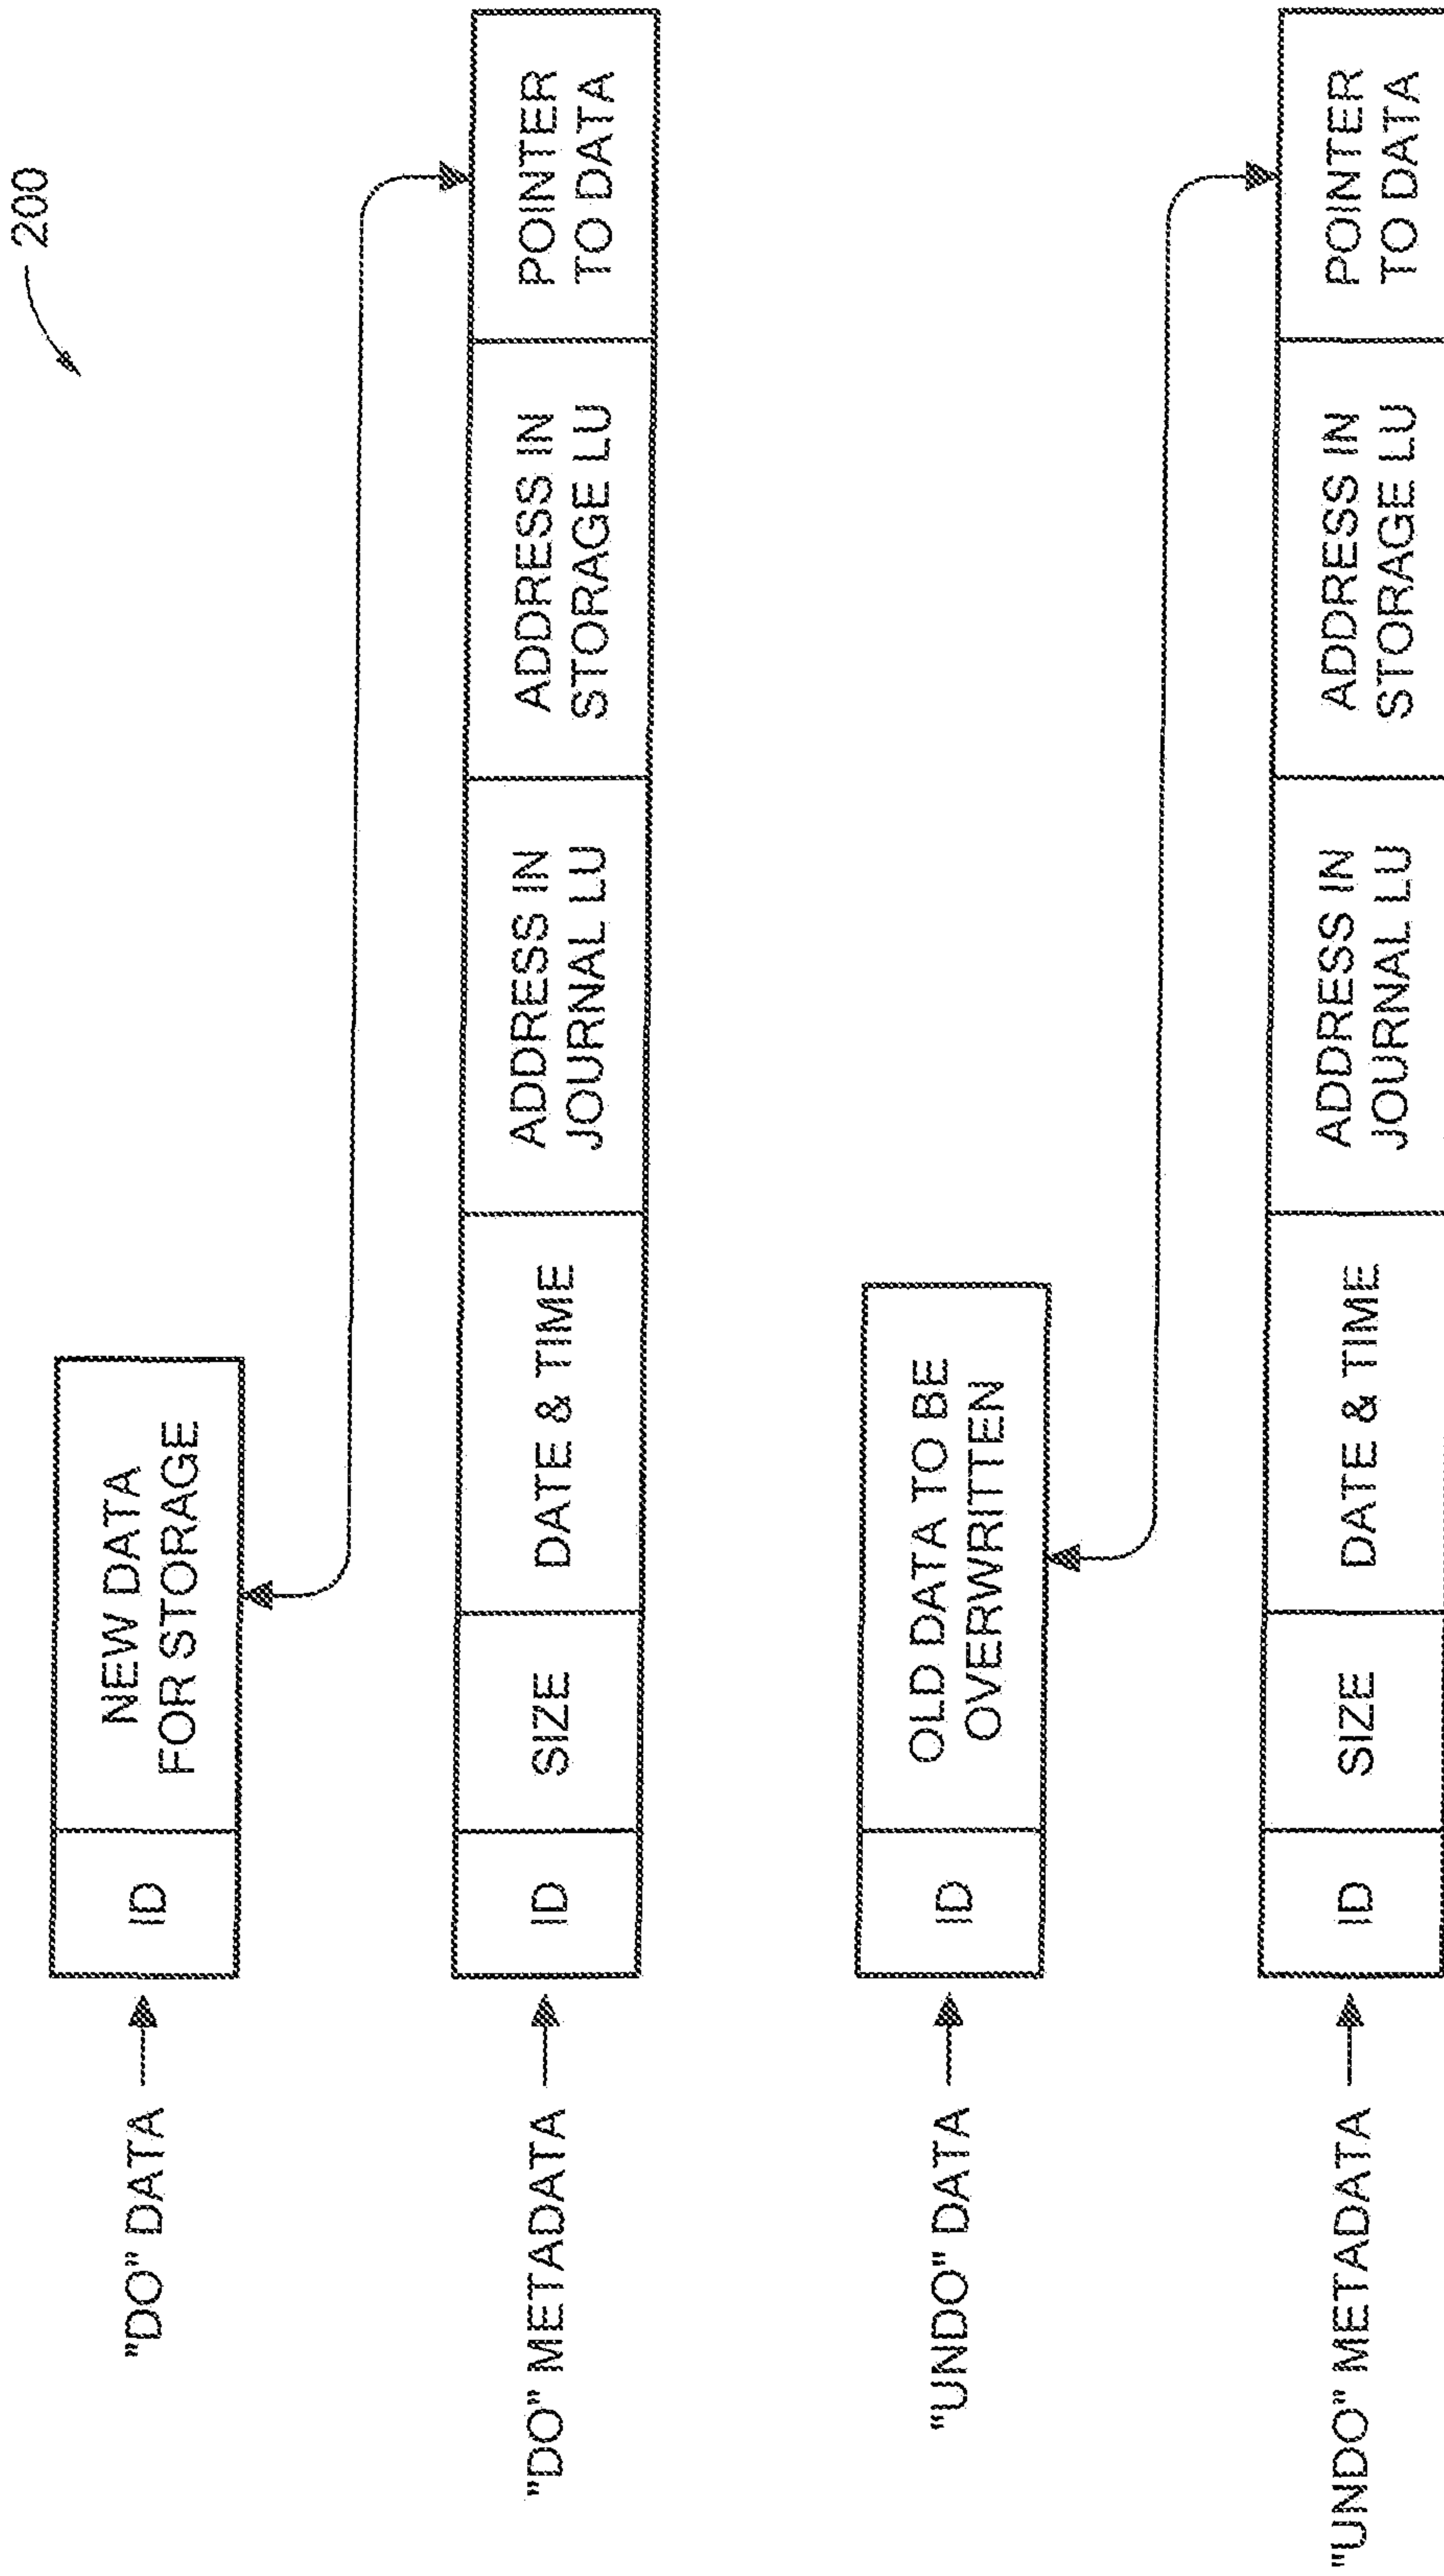 200
"DO" DATA
ID
NEW DATA
FOR STORAGE
"DO" METADATA
ID
SIZE
DATE & TIME
ADDRESS IN
JOURNAL LU
ADDRESS IN
STORAGE LU
POINTER
TO DATA
"UNDO" DATA
ID
OLD DATA TO BE
OVERWRITTEN
"UNDO" METADATA
ID
SIZE
DATE & TIME
ADDRESS IN
JOURNAL LU
ADDRESS IN
STORAGE LU
POINTER
TO DATA